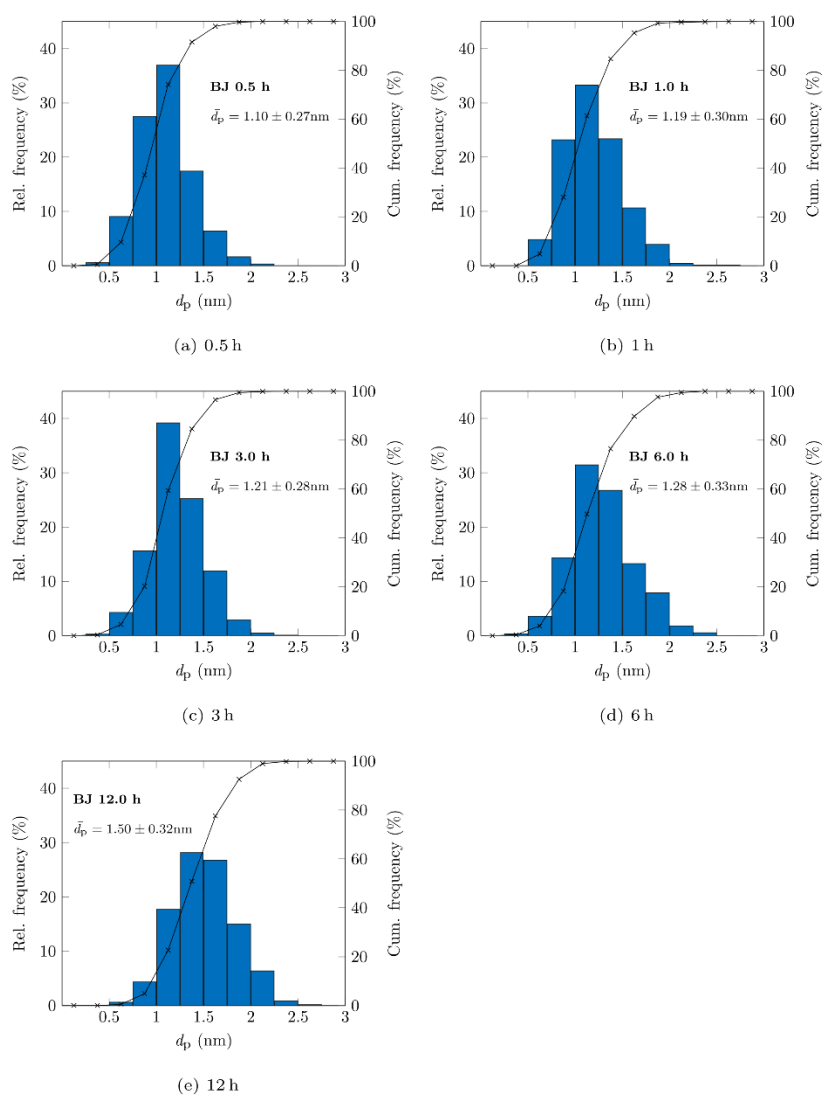 100
40
80
30
BJ 0.5 h
d̄p = 1.10 ± 0.27nm
60
20
40
10
20
0
0
0.5
1
1.5
2
2.5
3
Rel. frequency (%)
Cum. frequency (%)
dp (nm)
(a) 0.5 h
100
40
80
30
BJ 1.0 h
d̄p = 1.19 ± 0.30nm
60
20
40
10
20
0
0
0.5
1
1.5
2
2.5
3
Rel. frequency (%)
Cum. frequency (%)
dp (nm)
(b) 1 h
100
40
80
30
BJ 3.0 h
d̄p = 1.21 ± 0.28nm
60
20
40
10
20
0
0
0.5
1
1.5
2
2.5
3
Rel. frequency (%)
Cum. frequency (%)
dp (nm)
(c) 3 h
100
40
80
30
BJ 6.0 h
d̄p = 1.28 ± 0.33nm
60
20
40
10
20
0
0
0.5
1
1.5
2
2.5
3
Rel. frequency (%)
Cum. frequency (%)
dp (nm)
(d) 6 h
100
40
BJ 12.0 h
80
30
d̄p = 1.50 ± 0.32nm
60
20
40
10
20
0
0
0.5
1
1.5
2
2.5
3
Rel. frequency (%)
Cum. frequency (%)
dp (nm)
(e) 12 h